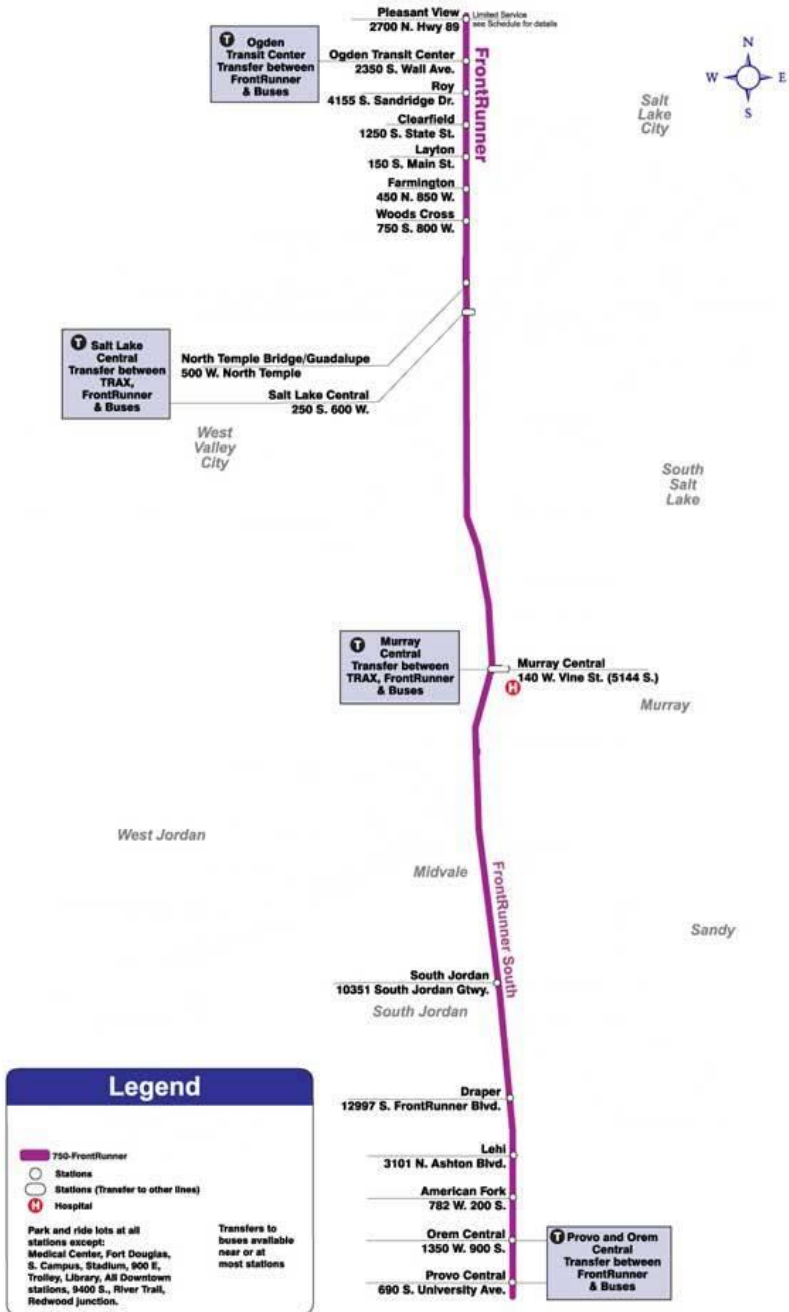 Pleasant View
2700 N. Hwy 89
Limited Service
see Schedule for details
T Ogden
Transit Center
Transfer between
FrontRunner
& Buses
Ogden Transit Center
2350 S. Wall Ave.
Roy
4155 S. Sandridge Dr.
Clearfield
1250 S. State St.
Layton
150 S. Main St.
Farmington
450 N. 850 W.
Woods Cross
750 S. 800 W.
FrontRunner
N
W E
S
Salt
Lake
City
T Salt Lake
Central
Transfer between
TRAX,
FrontRunner
& Buses
North Temple Bridge/Guadalupe
500 W. North Temple
Salt Lake Central
250 S. 600 W.
West
Valley
City
South
Salt
Lake
T Murray
Central
Transfer between
TRAX, FrontRunner
& Buses
Murray Central
140 W. Vine St. (5144 S.)
H
Murray
West Jordan
Midvale
FrontRunner South
Sandy
South Jordan
10351 South Jordan Gtwy.
South Jordan
Draper
12997 S. FrontRunner Blvd.
Lehi
3101 N. Ashton Blvd.
American Fork
782 W. 200 S.
Orem Central
1350 W. 900 S.
Provo Central
690 S. University Ave.
T Provo and Orem
Central
Transfer between
FrontRunner
& Buses
Legend
750-FrontRunner
Stations
Stations (Transfer to other lines)
H Hospital
Park and ride lots at all
stations except:
Medical Center, Fort Douglas,
S. Campus, Stadium, 900 E,
Trolley, Library, All Downtown
stations, 9400 S., River Trail,
Redwood junction.
Transfers to
buses available
near or at
most stations